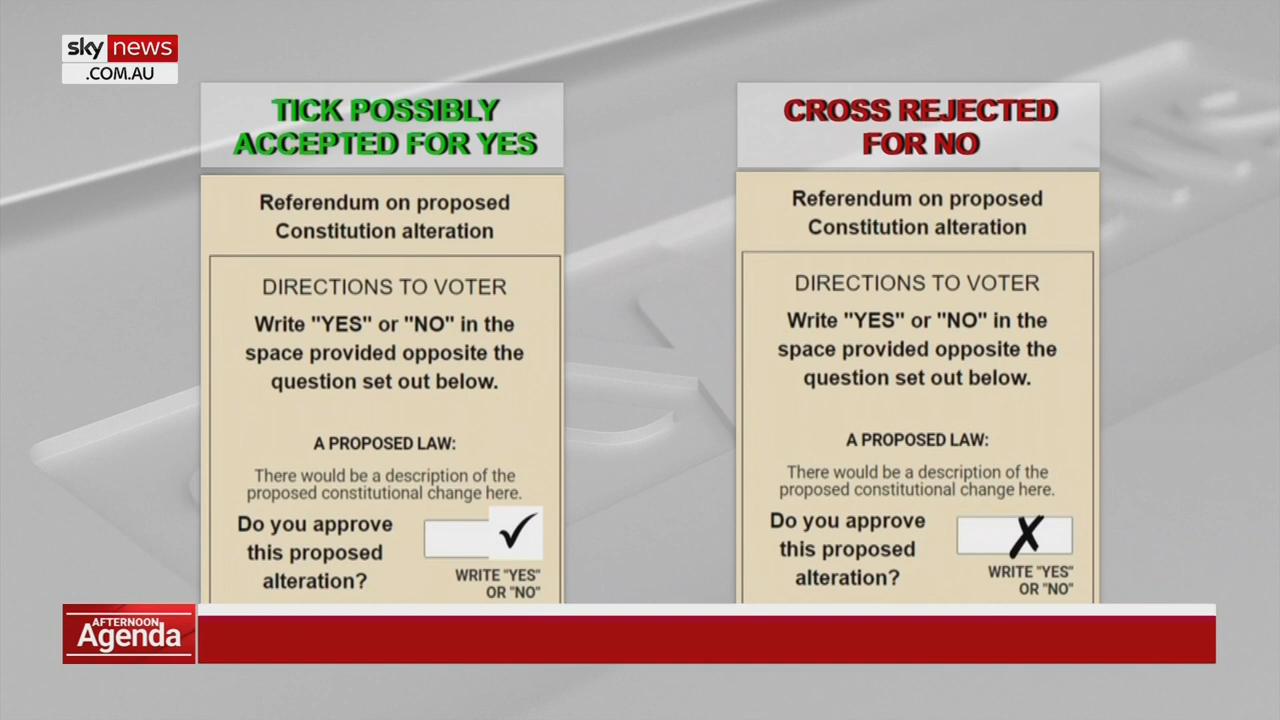 sky news
.COM.AU
TICK POSSIBLY
ACCEPTED FOR YES
Referendum on proposed
Constitution alteration
DIRECTIONS TO VOTER
Write "YES" or "NO" in the
space provided opposite the
question set out below.
A PROPOSED LAW:
There would be a description of the
proposed constitutional change here.
Do you approve
this proposed
alteration?
WRITE "YES"
OR "NO"
CROSS REJECTED
FOR NO
Referendum on proposed
Constitution alteration
DIRECTIONS TO VOTER
Write "YES" or "NO" in the
space provided opposite the
question set out below.
A PROPOSED LAW:
There would be a description of the
proposed constitutional change here.
Do you approve
this proposed
alteration?
WRITE "YES"
OR "NO"
AFTERNOON
Agenda